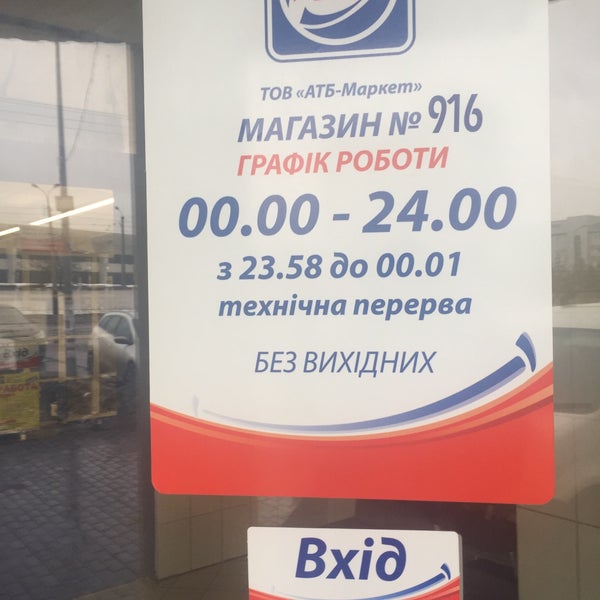 ТОВ «АТБ-Маркет»
МАГАЗИН № 916
ГРАФІК РОБОТИ
00.00 - 24.00
з 23.58 до 00.01
технічна перерва
БЕЗ ВИХІДНИХ
Вхід